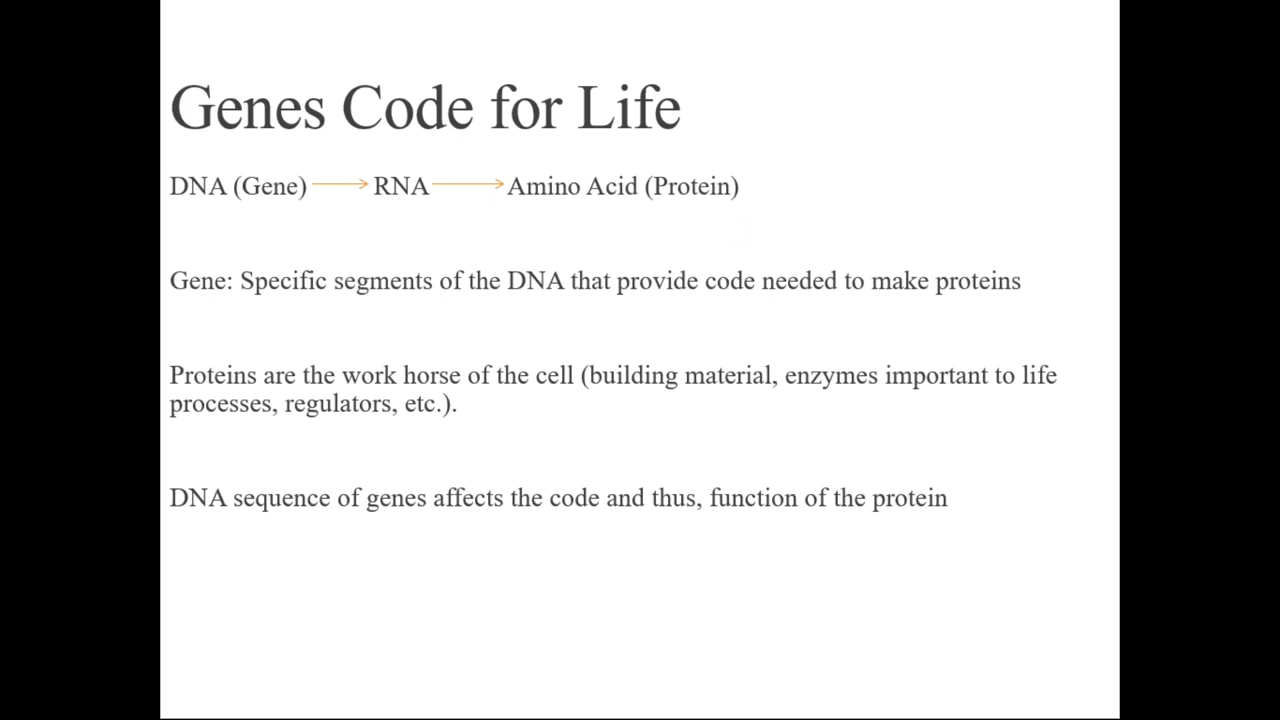 Genes Code for Life
DNA (Gene) → RNA → Amino Acid (Protein)
Gene: Specific segments of the DNA that provide code needed to make proteins
Proteins are the work horse of the cell (building material, enzymes important to life
processes, regulators, etc.).
DNA sequence of genes affects the code and thus, function of the protein